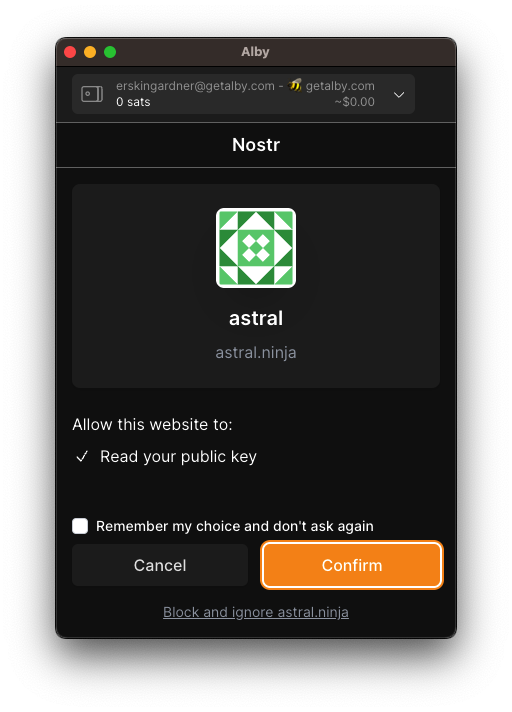 Alby
erskingardner@getalby.com - 🐝 getalby.com
0 sats ~$0.00
Nostr
astral
astral.ninja
Allow this website to:
✓ Read your public key
Remember my choice and don't ask again
Cancel Confirm
Block and ignore astral.ninja